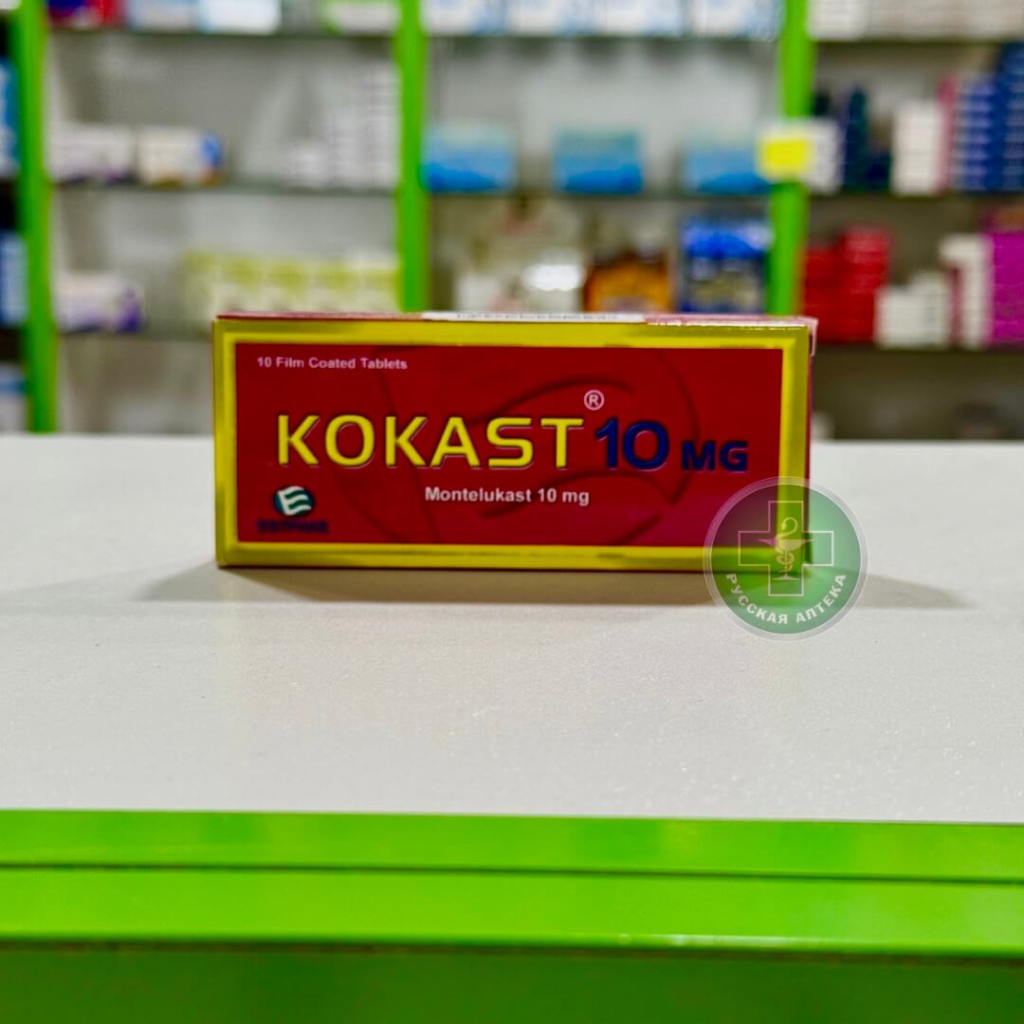 10 Film Coated Tablets
KOKAST® 10 MG
Montelukast 10 mg
РУССКАЯ АПТЕКА